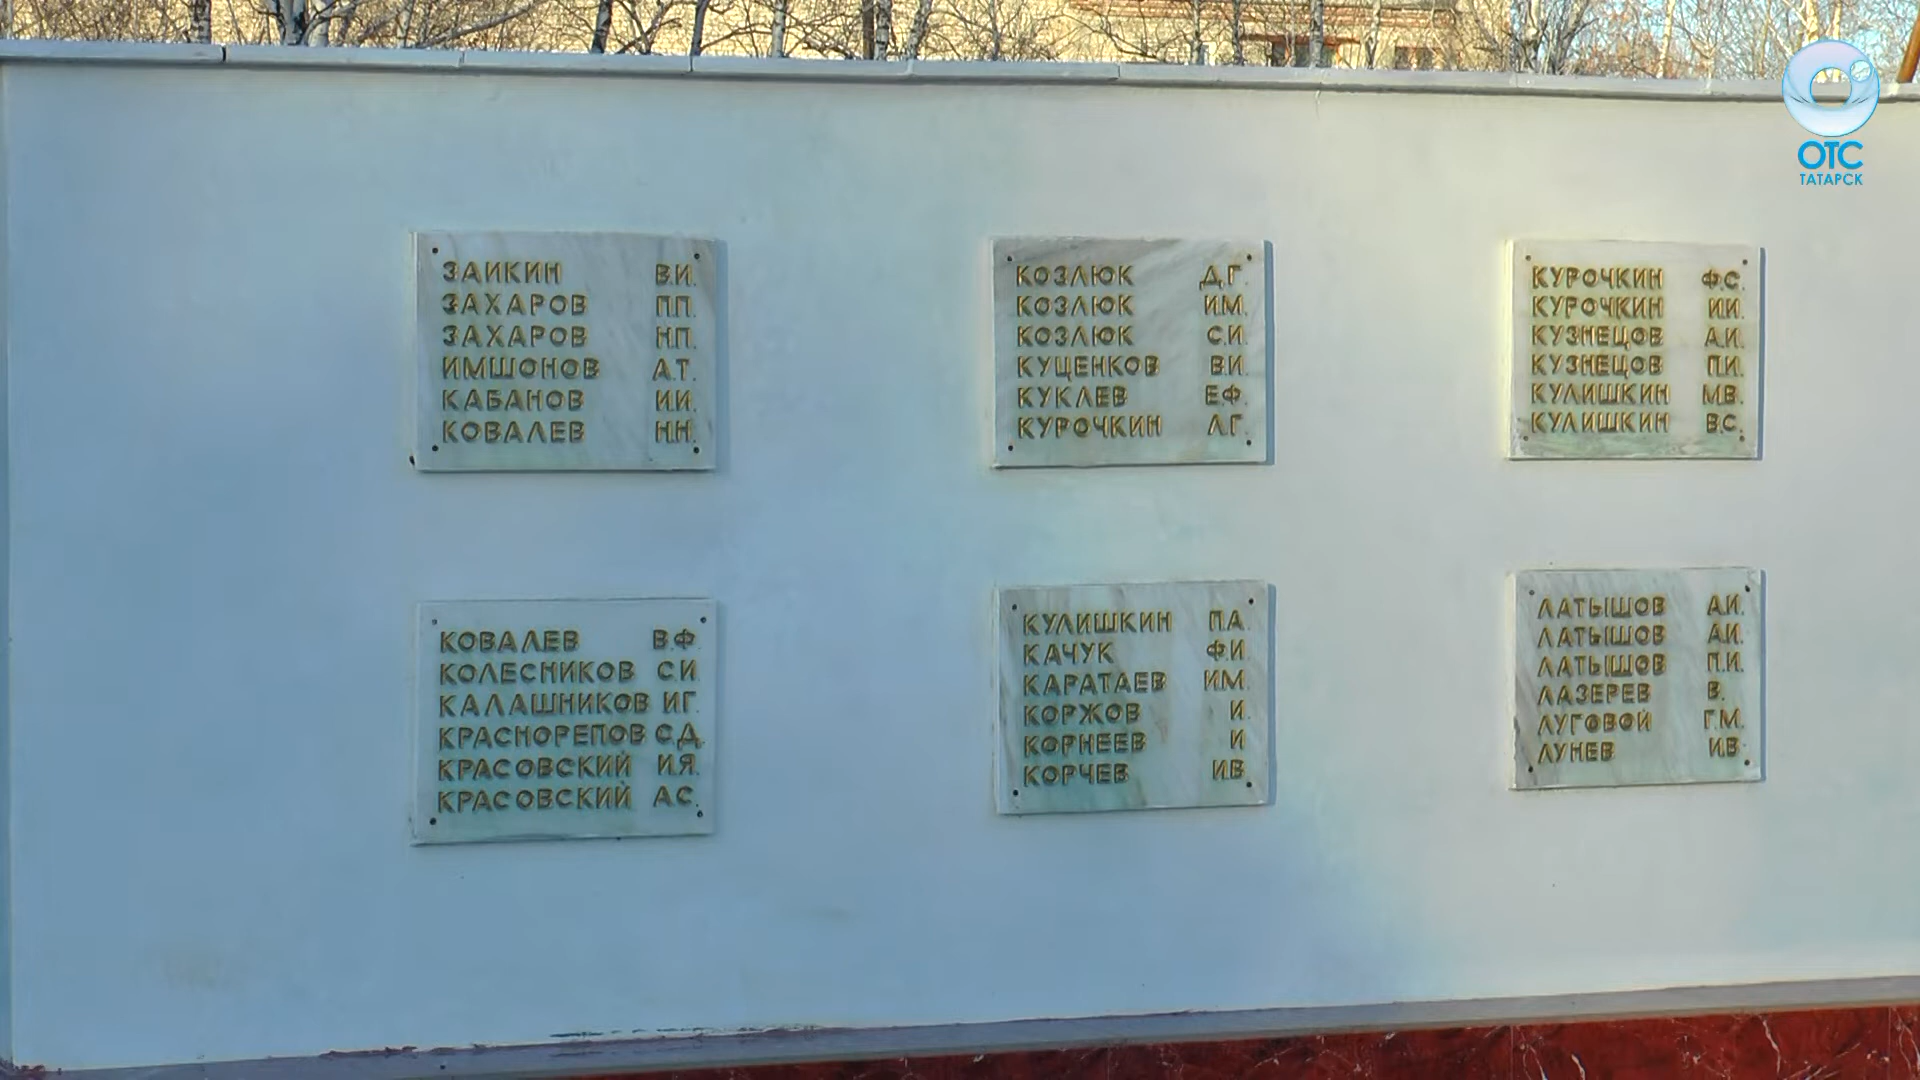 ЗАИКИН В.И.
ЗАХАРОВ П.П.
ЗАХАРОВ Н.П.
ИМШОНОВ А.Т.
КАБАНОВ И.И.
КОВАЛЕВ Н.Н.
КОЗЛЮК Д.Г.
КОЗЛЮК И.М.
КОЗЛЮК С.И.
КУЦЕНКОВ В.И.
КУКЛЕВ Е.Ф.
КУРОЧКИН Л.Г.
КУРОЧКИН Ф.С.
КУРОЧКИН И.И.
КУЗНЕЦОВ А.И.
КУЗНЕЦОВ П.И.
КУЛИШКИН М.В.
КУЛИШКИН В.С.
КОВАЛЕВ В.Ф.
КОЛЕСНИКОВ С.И.
КАЛАШНИКОВ И.Г.
КРАСНОРЕПОВ С.Д.
КРАСОВСКИЙ И.Я.
КРАСОВСКИЙ А.С.
КУЛИШКИН П.А.
КАЧУК Ф.И.
КАРАТАЕВ И.М.
КОРЖОВ И.
КОРНЕЕВ И
КОРЧЕВ И.В.
ЛАТЫШОВ А.И.
ЛАТЫШОВ А.И.
ЛАТЫШОВ П.И.
ЛАЗЕРЕВ В.
ЛУГОВОЙ Г.М.
ЛУНЕВ И.В.
ОТС
ТАТАРСК